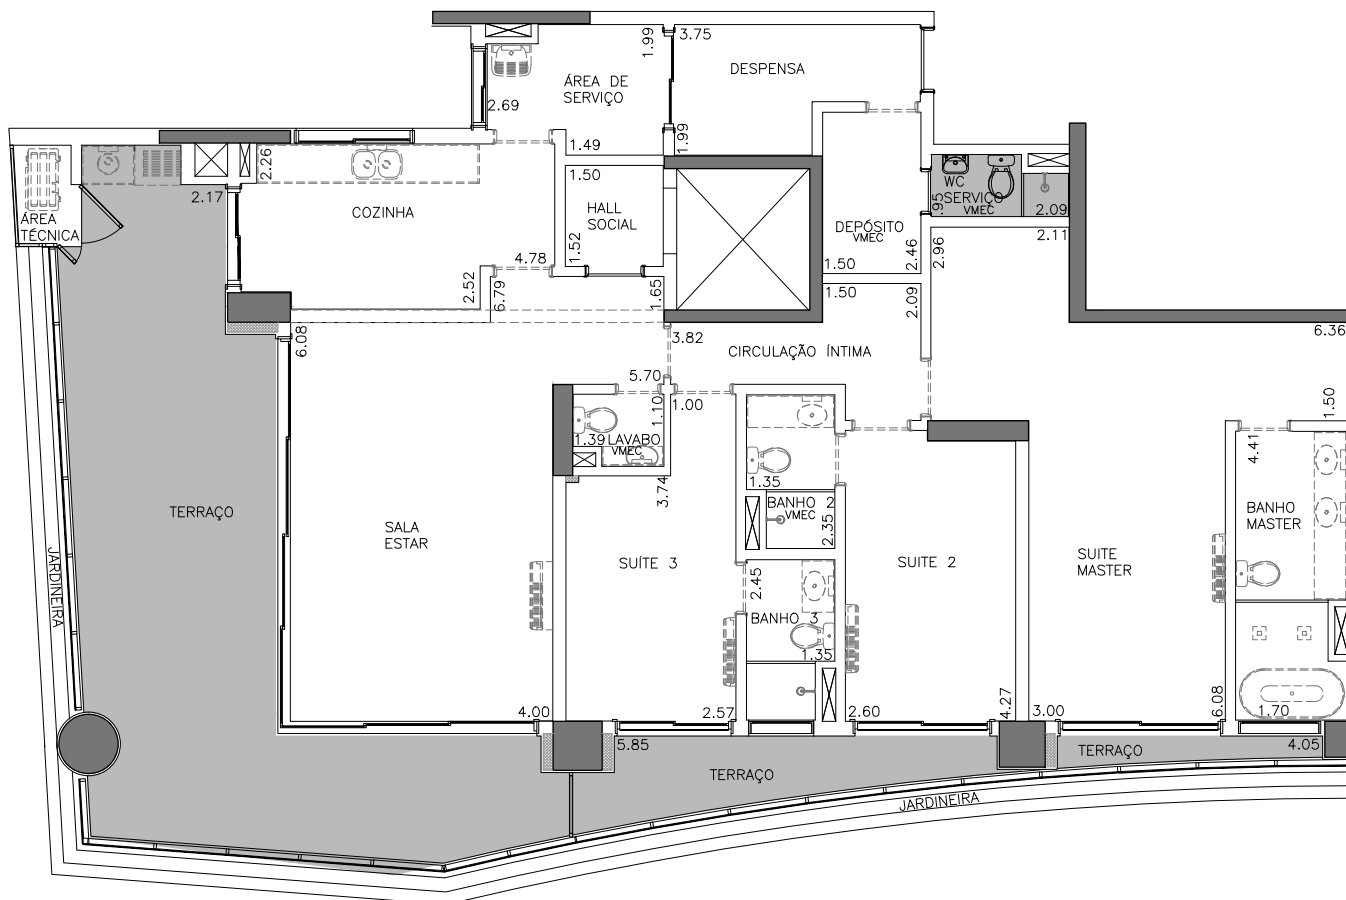 1.99
3.75
DESPENSA
ÁREA DE
SERVIÇO
2.69
1.49
1.99
2.26
2.17
ÁREA
TÉCNICA
COZINHA
4.78
2.52
6.79
1.50
HALL
SOCIAL
1.52
1.65
DEPÓSITO
VMEC
1.50
2.46
WC
SERVIÇO
VMEC
.95
2.09
2.11
2.96
1.50
2.09
3.82
CIRCULAÇÃO ÍNTIMA
6.36
6.08
5.70
1.00
1.10
1.39
LAVABO
VMEC
3.74
1.35
BANHO 2
VMEC
2.35
1.50
4.41
BANHO
MASTER
TERRAÇO
SALA
ESTAR
SUÍTE 3
2.45
BANHO 3
1.35
SUITE 2
SUITE
MASTER
JARDINEIRA
4.00
5.85
2.57
2.60
4.27
3.00
6.08
1.70
4.05
TERRAÇO
TERRAÇO
JARDINEIRA